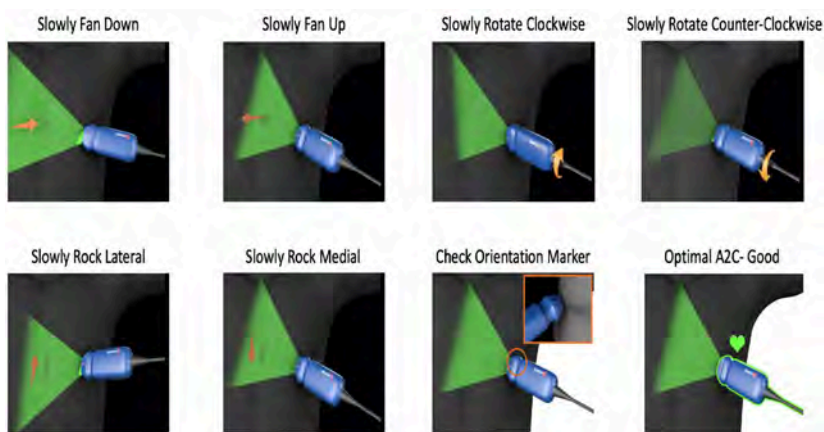 Slowly Fan Down
Slowly Fan Up
Slowly Rotate Clockwise
Slowly Rotate Counter-Clockwise
Slowly Rock Lateral
Slowly Rock Medial
Check Orientation Marker
Optimal A2C- Good